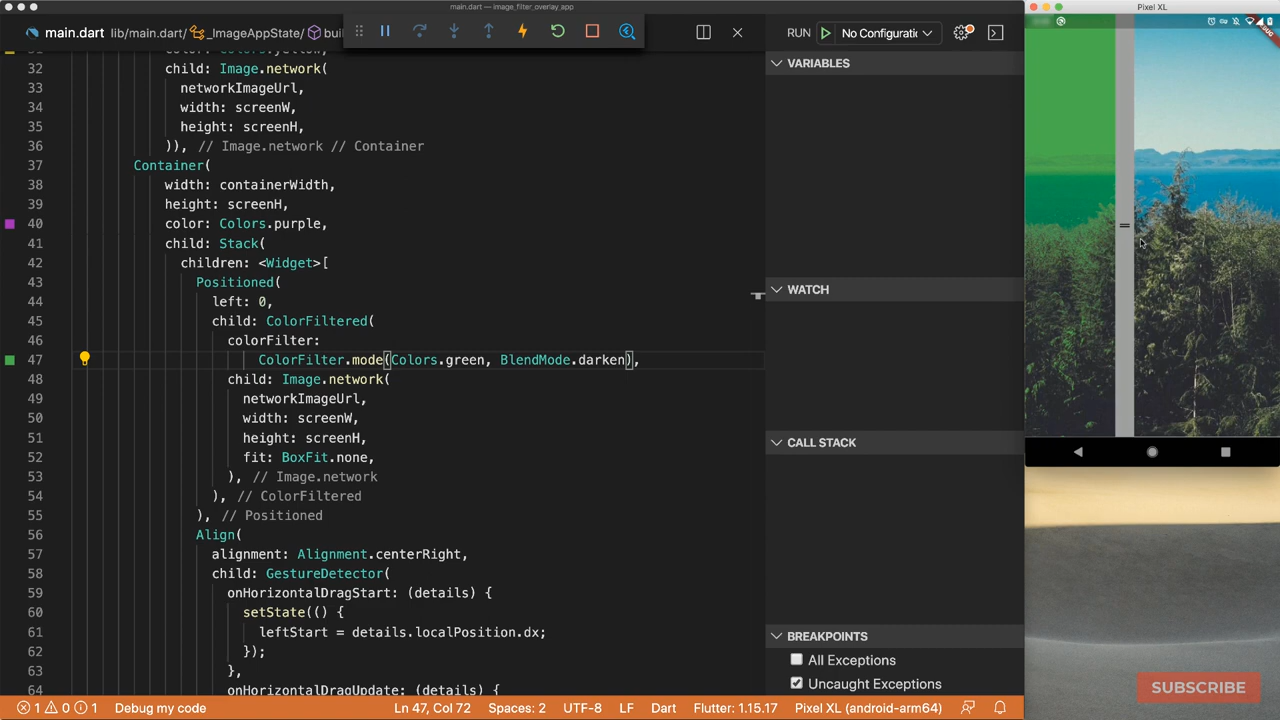 main.dart — image_filter_overlay_app
Pixel XL
main.dart lib/main.dart/ _ImageAppState/ bui
RUN No Configurati
VARIABLES
32 child: Image.network(
33 networkImageUrl,
34 width: screenW,
35 height: screenH,
36 )), // Image.network // Container
37 Container(
38 width: containerWidth,
39 height: screenH,
40 color: Colors.purple,
41 child: Stack(
42 children: <Widget>[
43 Positioned(
44 left: 0,
45 child: ColorFiltered(
46 colorFilter:
47 ColorFilter.mode(Colors.green, BlendMode.darken),
48 child: Image.network(
49 networkImageUrl,
50 width: screenW,
51 height: screenH,
52 fit: BoxFit.none,
53 ), // Image.network
54 ), // ColorFiltered
55 ), // Positioned
56 Align(
57 alignment: Alignment.centerRight,
58 child: GestureDetector(
59 onHorizontalDragStart: (details) {
60 setState(() {
61 leftStart = details.localPosition.dx;
62 });
63 },
64 onHorizontalDragUpdate: (details) {
WATCH
CALL STACK
BREAKPOINTS
All Exceptions
Uncaught Exceptions
SUBSCRIBE
1 0 1 Debug my code
Ln 47, Col 72 Spaces: 2 UTF-8 LF Dart Flutter: 1.15.17 Pixel XL (android-arm64)